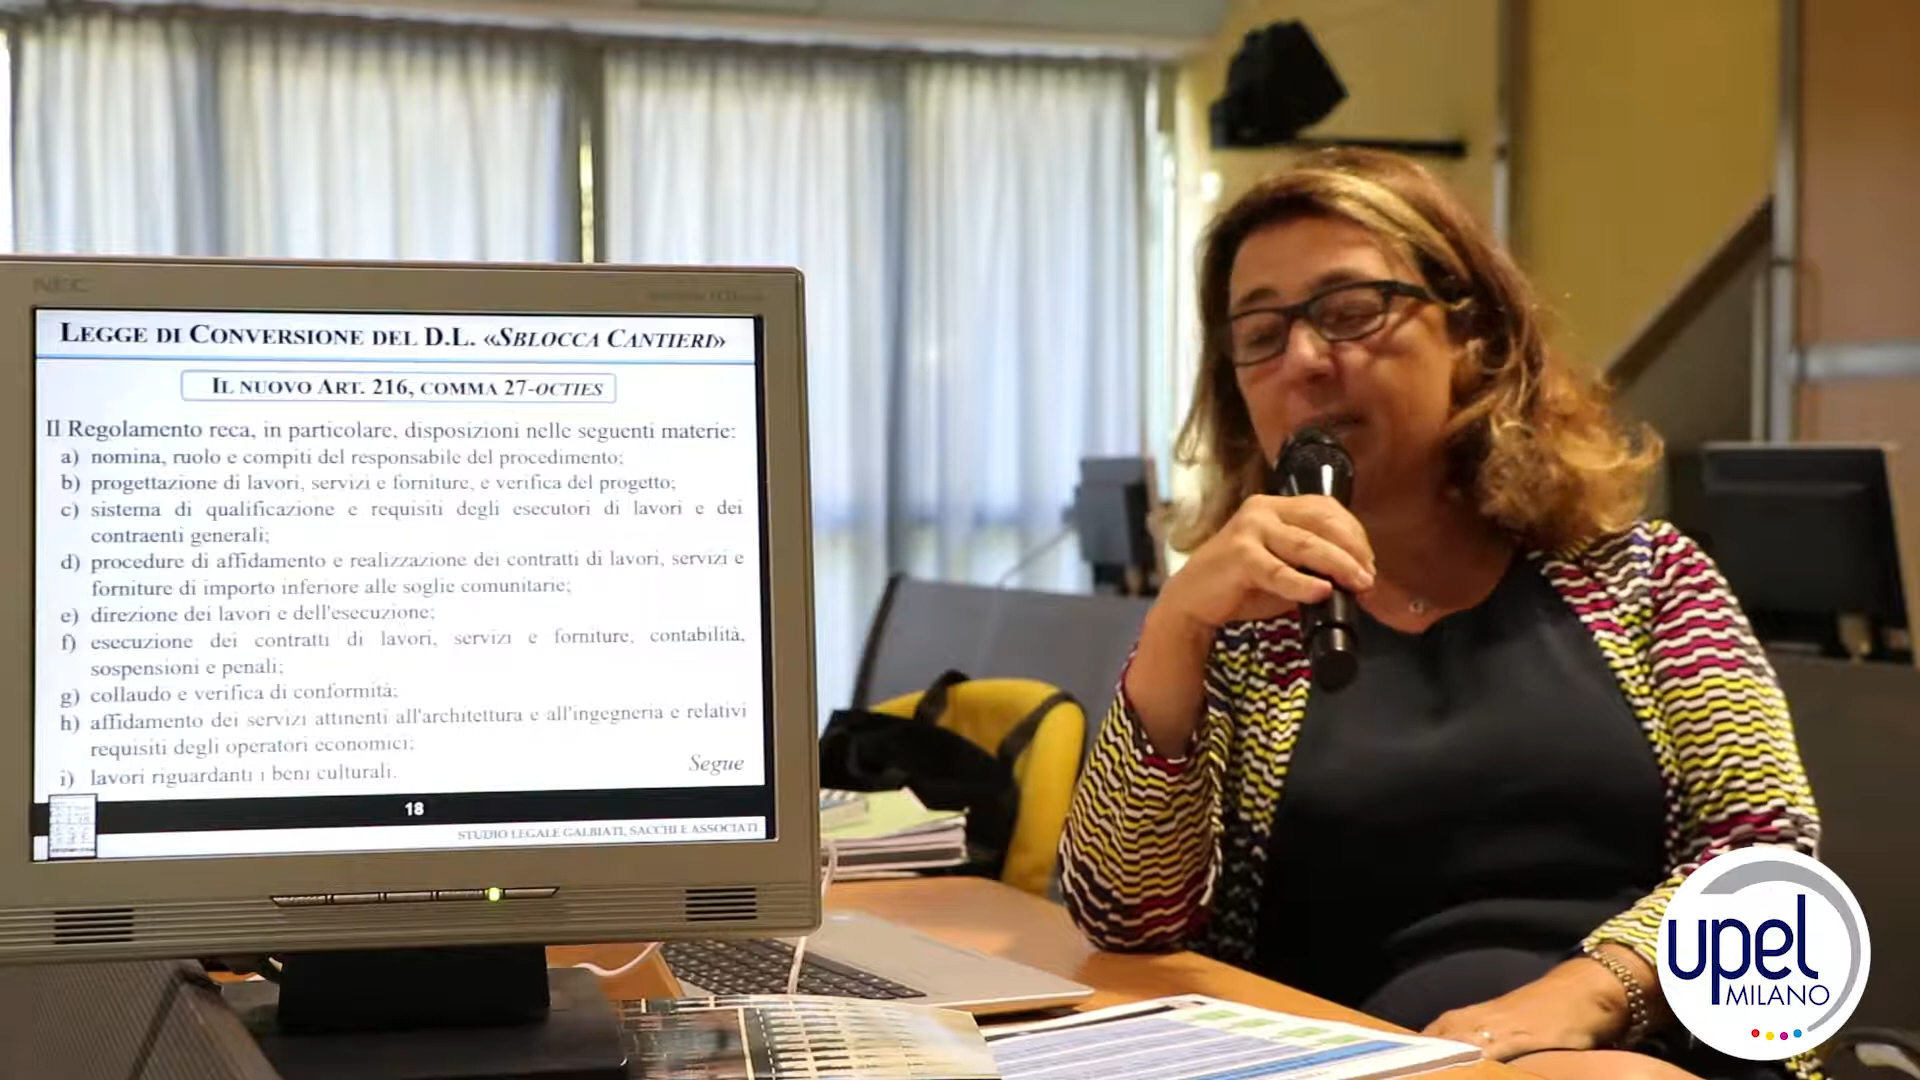 NEC
LEGGE DI CONVERSIONE DEL D.L. «SBLOCCA CANTIERI»
IL NUOVO ART. 216, COMMA 27-OCTIES
Il Regolamento reca, in particolare, disposizioni nelle seguenti materie:
a) nomina, ruolo e compiti del responsabile del procedimento;
b) progettazione di lavori, servizi e forniture, e verifica del progetto;
c) sistema di qualificazione e requisiti degli esecutori di lavori e dei
contraenti generali;
d) procedure di affidamento e realizzazione dei contratti di lavori, servizi e
forniture di importo inferiore alle soglie comunitarie;
e) direzione dei lavori e dell'esecuzione;
f) esecuzione dei contratti di lavori, servizi e forniture, contabilità,
sospensioni e penali;
g) collaudo e verifica di conformità;
h) affidamento dei servizi attinenti all'architettura e all'ingegneria e relativi
requisiti degli operatori economici;
i) lavori riguardanti i beni culturali.
Segue
18
STUDIO LEGALE GALBIATI, SACCHI E ASSOCIATI
upel
MILANO